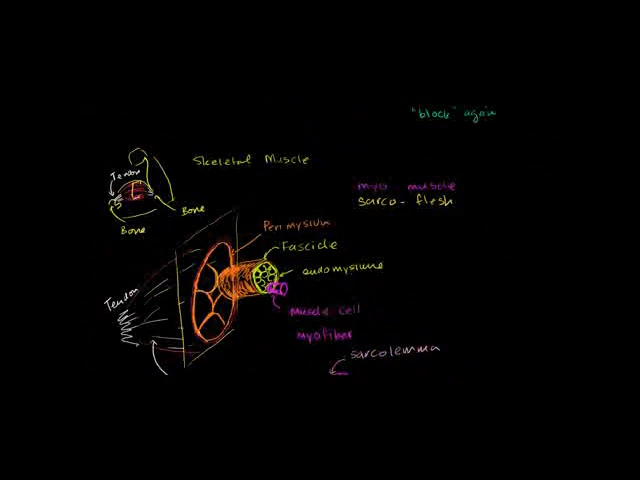 "block" again
Skeletal Muscle
Tendon
myo muscle
sarco - flesh
Bone
Bone
Perimysium
Fascicle
endomysium
Tendon
muscle cell
myofiber
sarcolemma